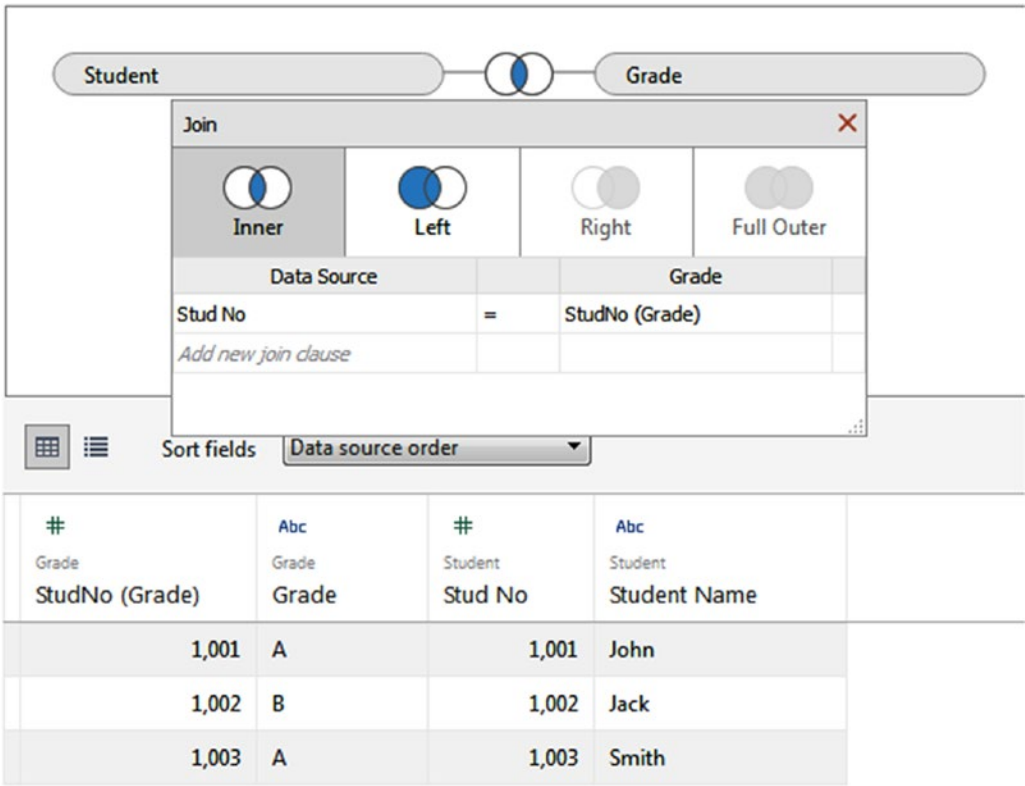 Student Grade
Join
Inner Left Right Full Outer
Data Source Grade
Stud No = StudNo (Grade)
Add new join clause
Sort fields Data source order
# Abc # Abc
Grade Grade Student Student
StudNo (Grade) Grade Stud No Student Name
1,001 A 1,001 John
1,002 B 1,002 Jack
1,003 A 1,003 Smith